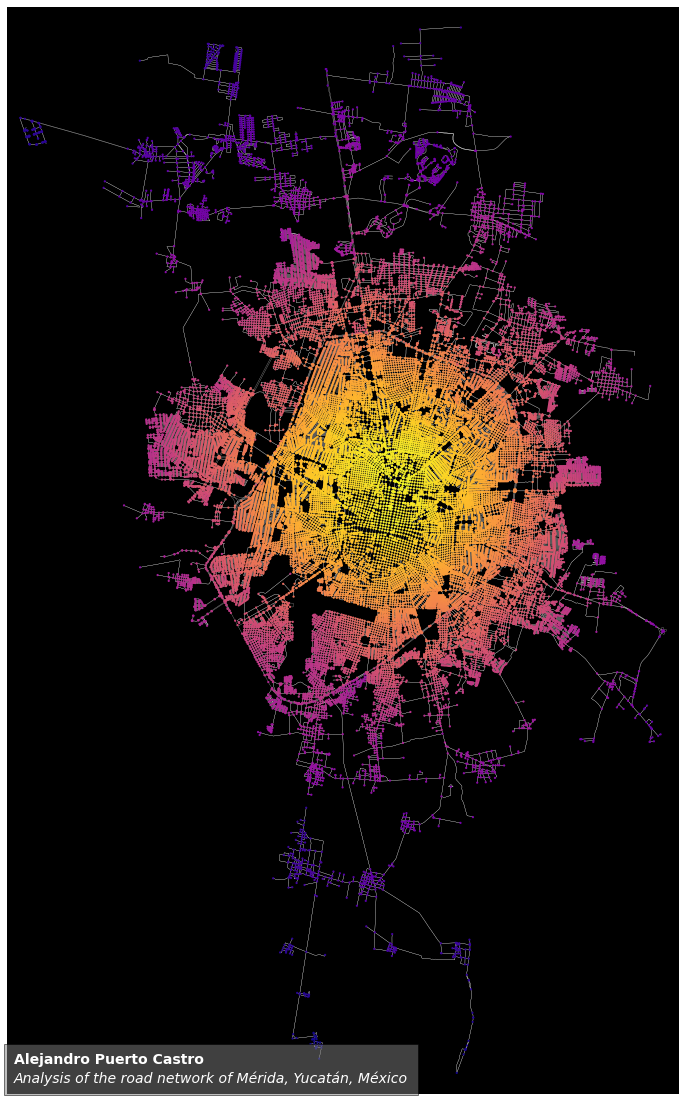 Alejandro Puerto Castro
Analysis of the road network of Mérida, Yucatán, México